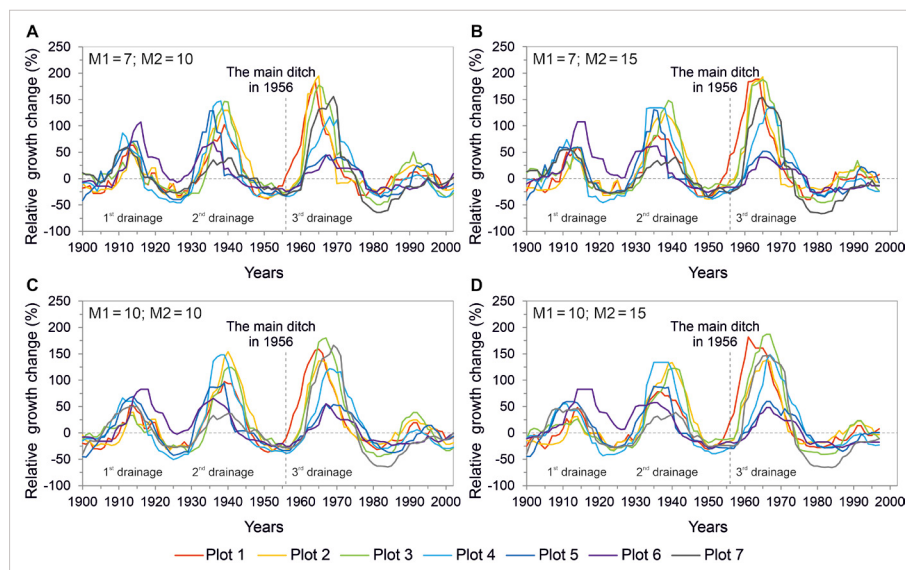 A
M1 = 7; M2 = 10
The main ditch
in 1956
Relative growth change (%)
250
200
150
100
50
0
-50
-100
1st drainage
2nd drainage
3rd drainage
1900 1910 1920 1930 1940 1950 1960 1970 1980 1990 2000
Years
B
M1 = 7; M2 = 15
The main ditch
in 1956
Relative growth change (%)
250
200
150
100
50
0
-50
-100
1st drainage
2nd drainage
3rd drainage
1900 1910 1920 1930 1940 1950 1960 1970 1980 1990 2000
Years
C
M1 = 10; M2 = 10
The main ditch
in 1956
Relative growth change (%)
250
200
150
100
50
0
-50
-100
1st drainage
2nd drainage
3rd drainage
1900 1910 1920 1930 1940 1950 1960 1970 1980 1990 2000
Years
D
M1 = 10; M2 = 15
The main ditch
in 1956
Relative growth change (%)
250
200
150
100
50
0
-50
-100
1st drainage
2nd drainage
3rd drainage
1900 1910 1920 1930 1940 1950 1960 1970 1980 1990 2000
Years
Plot 1 Plot 2 Plot 3 Plot 4 Plot 5 Plot 6 Plot 7